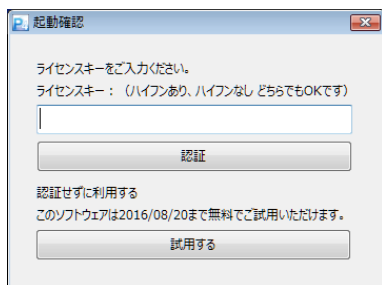 起動確認
ライセンスキーをご入力ください。
ライセンスキー： （ハイフンあり、ハイフンなし どちらでもOKです）
認証
認証せずに利用する
このソフトウェアは2016/08/20まで無料でご試用いただけます。
試用する